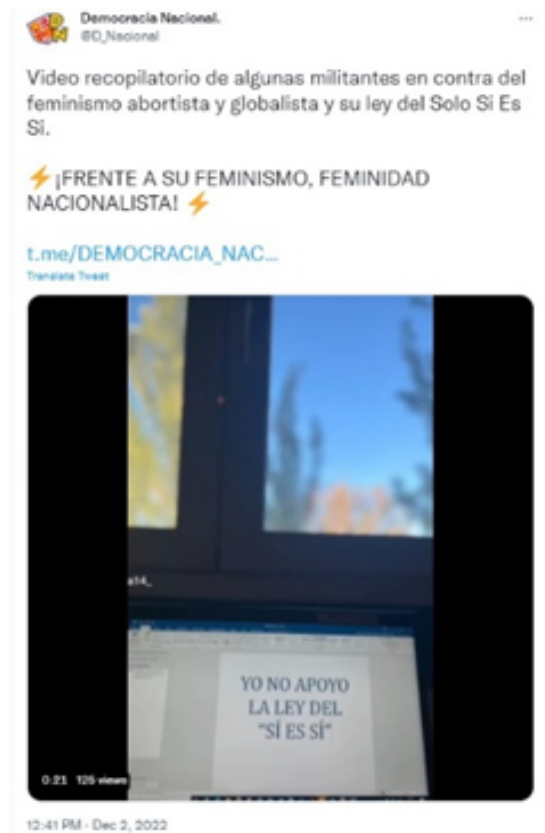 Democracia Nacional.
@D_Nacional
Video recopilatorio de algunas militantes en contra del
feminismo abortista y globalista y su ley del Solo Si Es
Si.
⚡¡FRENTE A SU FEMINISMO, FEMINIDAD
NACIONALISTA! ⚡
t.me/DEMOCRACIA_NAC...
Translate Tweet
a14_
YO NO APOYO
LA LEY DEL
"SÍ ES SÍ"
0:21 125 views
12:41 PM · Dec 2, 2022